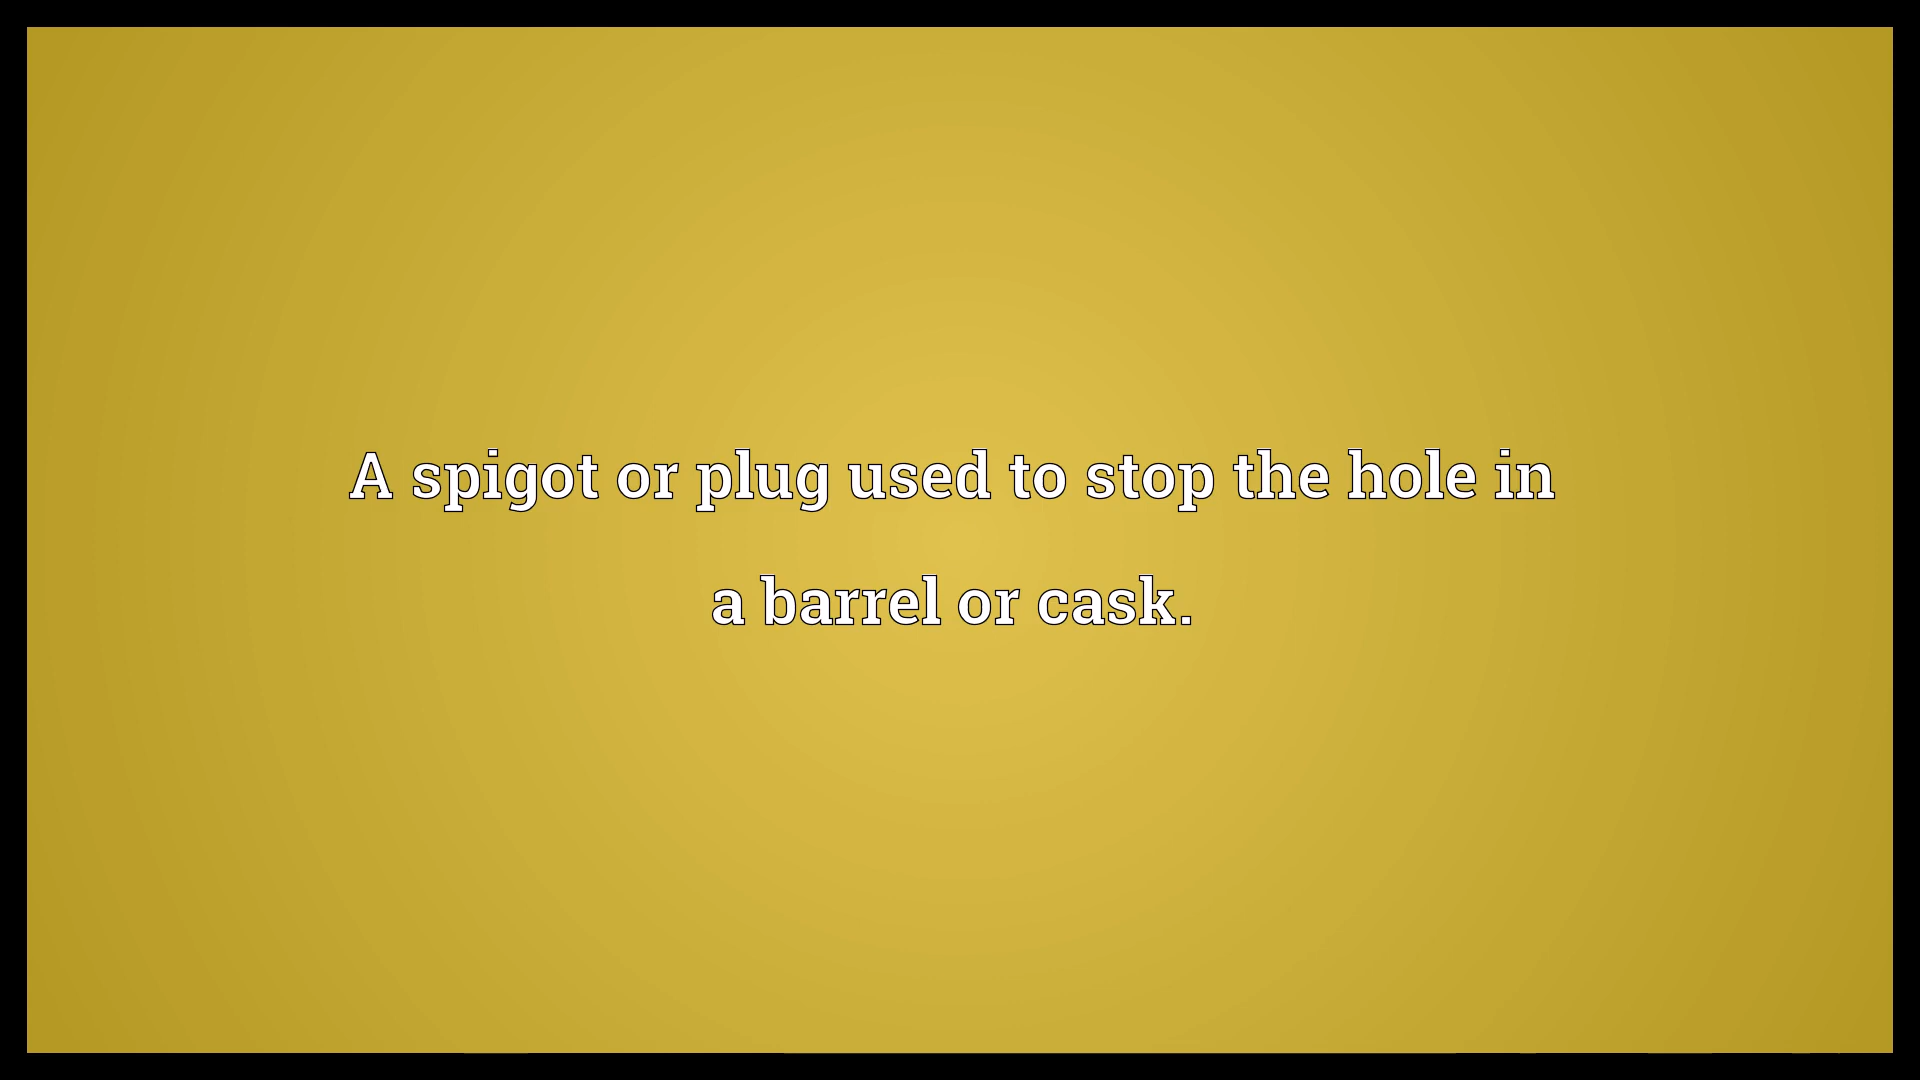 A spigot or plug used to stop the hole in
a barrel or cask.